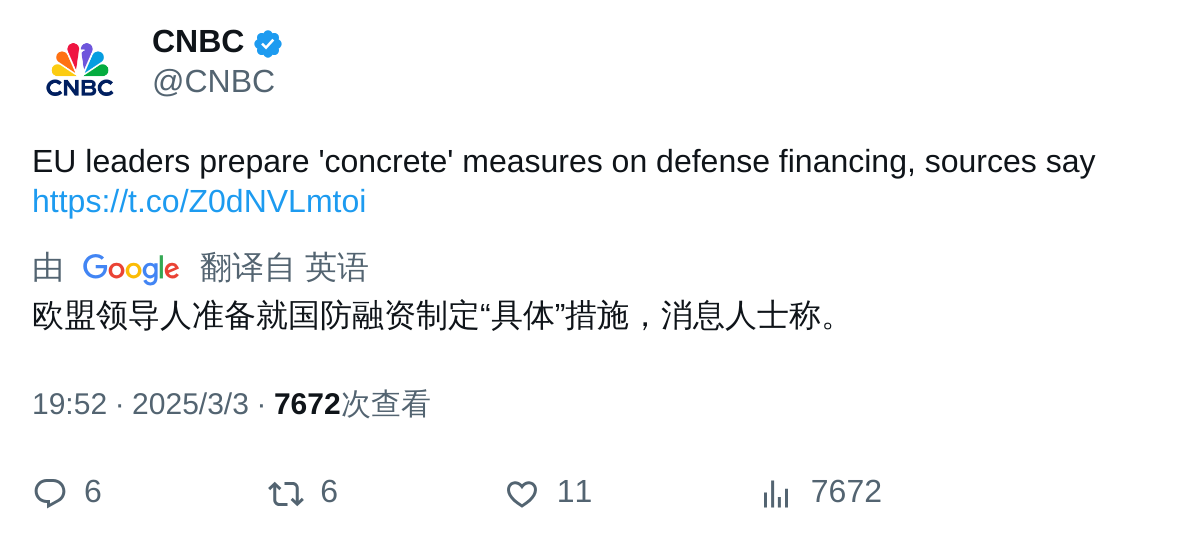 CNBC
CNBC
@CNBC
EU leaders prepare 'concrete' measures on defense financing, sources say
https://t.co/Z0dNVLmtoi
由 Google 翻译自 英语
欧盟领导人准备就国防融资制定“具体”措施，消息人士称。
19:52 · 2025/3/3 · 7672次查看
6 6 11 7672